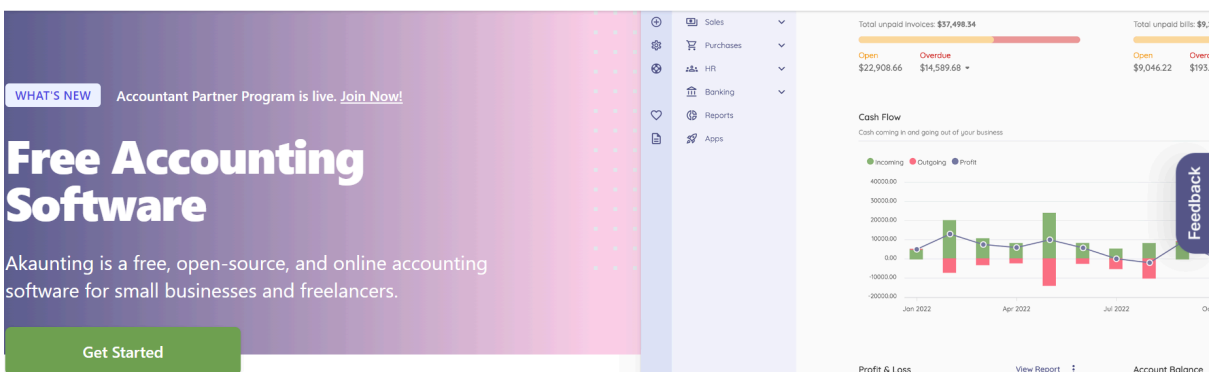 WHAT'S NEW Accountant Partner Program is live. Join Now!
Free Accounting
Software
Akaunting is a free, open-source, and online accounting
software for small businesses and freelancers.
Get Started
Sales
Purchases
HR
Banking
Reports
Apps
Total unpaid invoices: $37,498.34
Open Overdue
$22,908.66 $14,589.68
Total unpaid bills: $9,
Open
$9,046.22 $193.
Cash Flow
Cash coming in and going out of your business
Incoming Outgoing Profit
40000.00
30000.00
20000.00
10000.00
0.00
-10000.00
-20000.00
Jan 2022 Apr 2022 Jul 2022
Feedback
Profit & Loss View Report
Account Balance